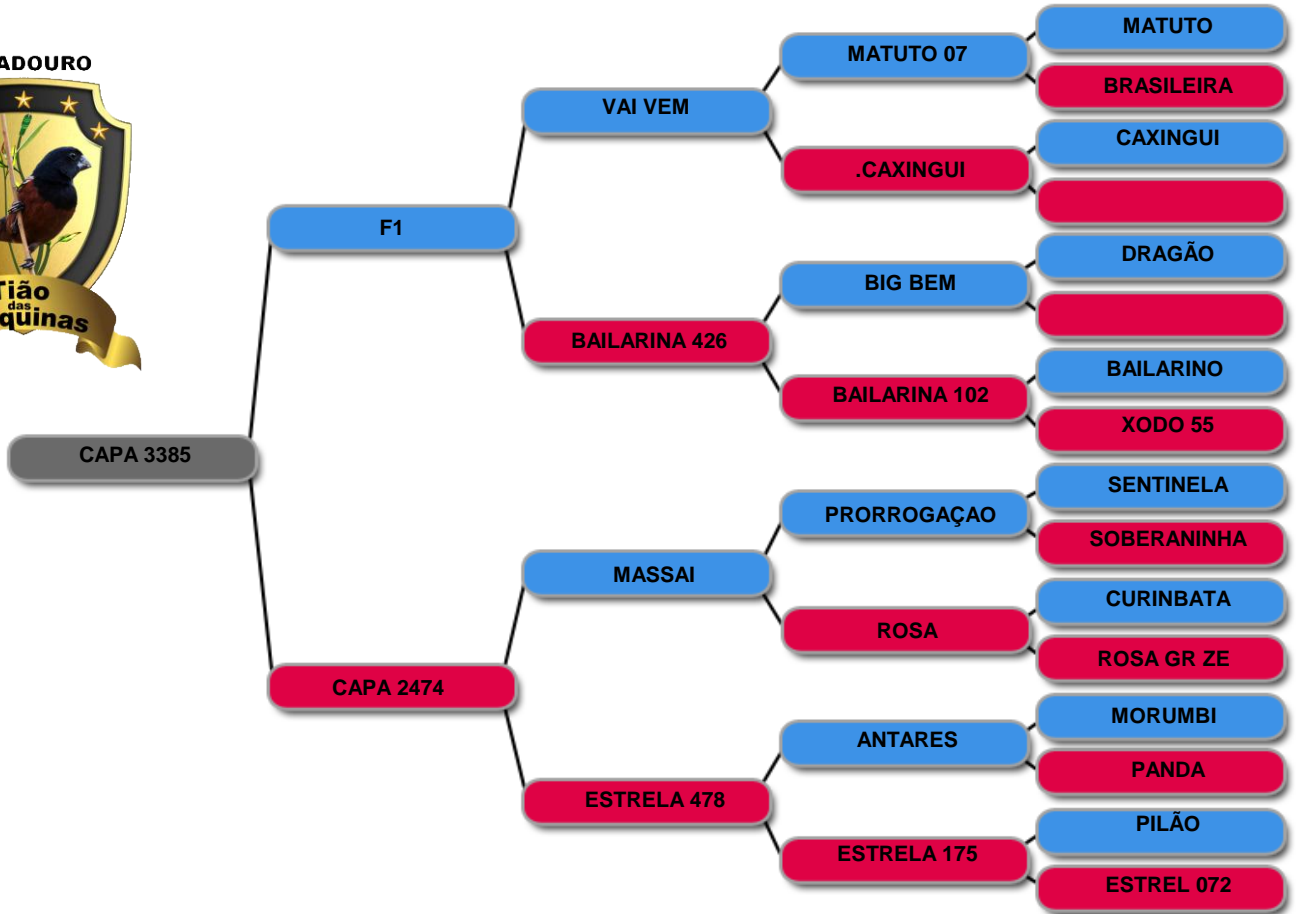 ADOURO
Tião
das
quinas
CAPA 3385
F1
CAPA 2474
VAI VEM
BAILARINA 426
MASSAI
ESTRELA 478
MATUTO 07
.CAXINGUI
BIG BEM
BAILARINA 102
PRORROGAÇAO
ROSA
ANTARES
ESTRELA 175
MATUTO
BRASILEIRA
CAXINGUI
DRAGÃO
BAILARINO
XODO 55
SENTINELA
SOBERANINHA
CURINBATA
ROSA GR ZE
MORUMBI
PANDA
PILÃO
ESTREL 072